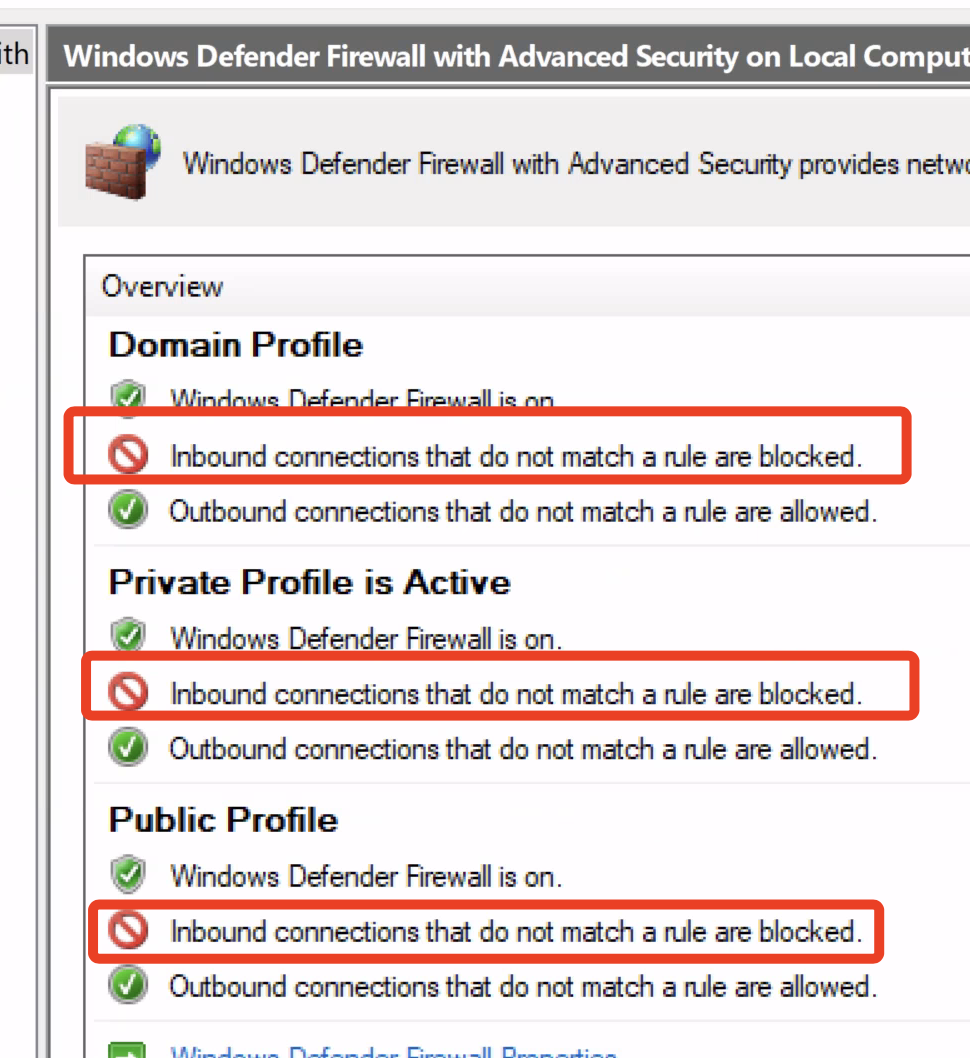 ith
Windows Defender Firewall with Advanced Security on Local Comput
Windows Defender Firewall with Advanced Security provides netwo
Overview
Domain Profile
Windows Defender Firewall is on.
Inbound connections that do not match a rule are blocked.
Outbound connections that do not match a rule are allowed.
Private Profile is Active
Windows Defender Firewall is on.
Inbound connections that do not match a rule are blocked.
Outbound connections that do not match a rule are allowed.
Public Profile
Windows Defender Firewall is on.
Inbound connections that do not match a rule are blocked.
Outbound connections that do not match a rule are allowed.
Windows Defender Firewall Properties